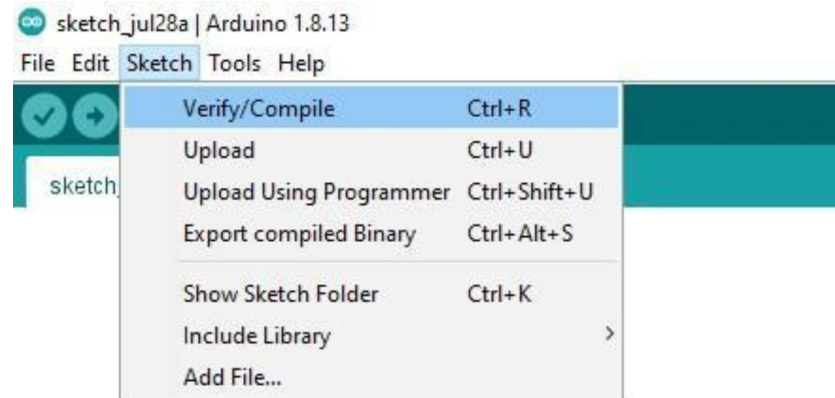 sketch_jul28a | Arduino 1.8.13
File Edit Sketch Tools Help
Verify/Compile Ctrl+R
Upload Ctrl+U
sketch_
Upload Using Programmer Ctrl+Shift+U
Export compiled Binary Ctrl+Alt+S
Show Sketch Folder Ctrl+K
Include Library >
Add File...